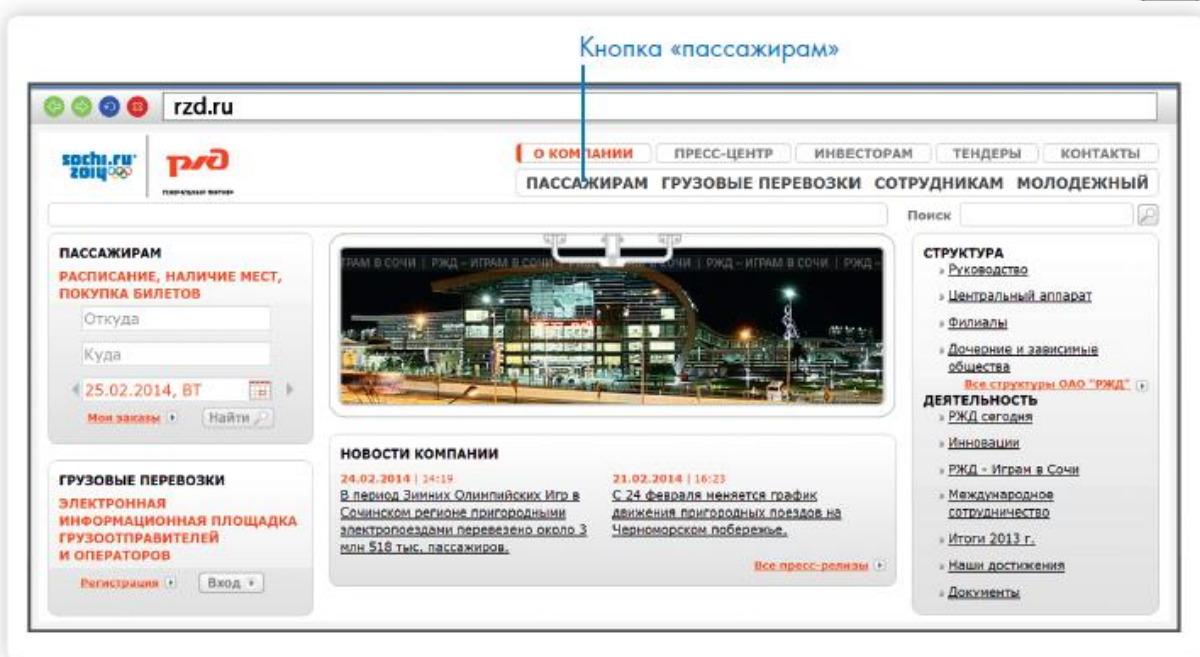 Кнопка «пассажирам»
rzd.ru
sochi.ru
2014
РЖД
О КОМПАНИИ ПРЕСС-ЦЕНТР ИНВЕСТОРАМ ТЕНДЕРЫ КОНТАКТЫ
ПАССАЖИРАМ ГРУЗОВЫЕ ПЕРЕВОЗКИ СОТРУДНИКАМ МОЛОДЕЖНЫЙ
Поиск
ПАССАЖИРАМ
РАСПИСАНИЕ, НАЛИЧИЕ МЕСТ,
ПОКУПКА БИЛЕТОВ
Откуда
Куда
25.02.2014, ВТ
Мои заказы Найти
ГРУЗОВЫЕ ПЕРЕВОЗКИ
ЭЛЕКТРОННАЯ
ИНФОРМАЦИОННАЯ ПЛОЩАДКА
ГРУЗООТПРАВИТЕЛЕЙ
И ОПЕРАТОРОВ
Регистрация Вход
ГРАМ В СОЧИ | РЖД – ИГРАМ В СОЧИ | РЖД – ИГРАМ В СОЧИ | РЖД –
НОВОСТИ КОМПАНИИ
24.02.2014 | 14:19
В период Зимних Олимпийских Игр в
Сочинском регионе пригородными
электропоездами перевезено около 3
млн 518 тыс. пассажиров.
21.02.2014 | 16:23
С 24 февраля меняется график
движения пригородных поездов на
Черноморском побережье.
Все пресс-релизы
СТРУКТУРА
» Руководство
» Центральный аппарат
» Филиалы
» Дочерние и зависимые
общества
Все структуры ОАО "РЖД"
ДЕЯТЕЛЬНОСТЬ
» РЖД сегодня
» Инновации
» РЖД - Играм в Сочи
» Международное
сотрудничество
» Итоги 2013 г.
» Наши достижения
» Документы